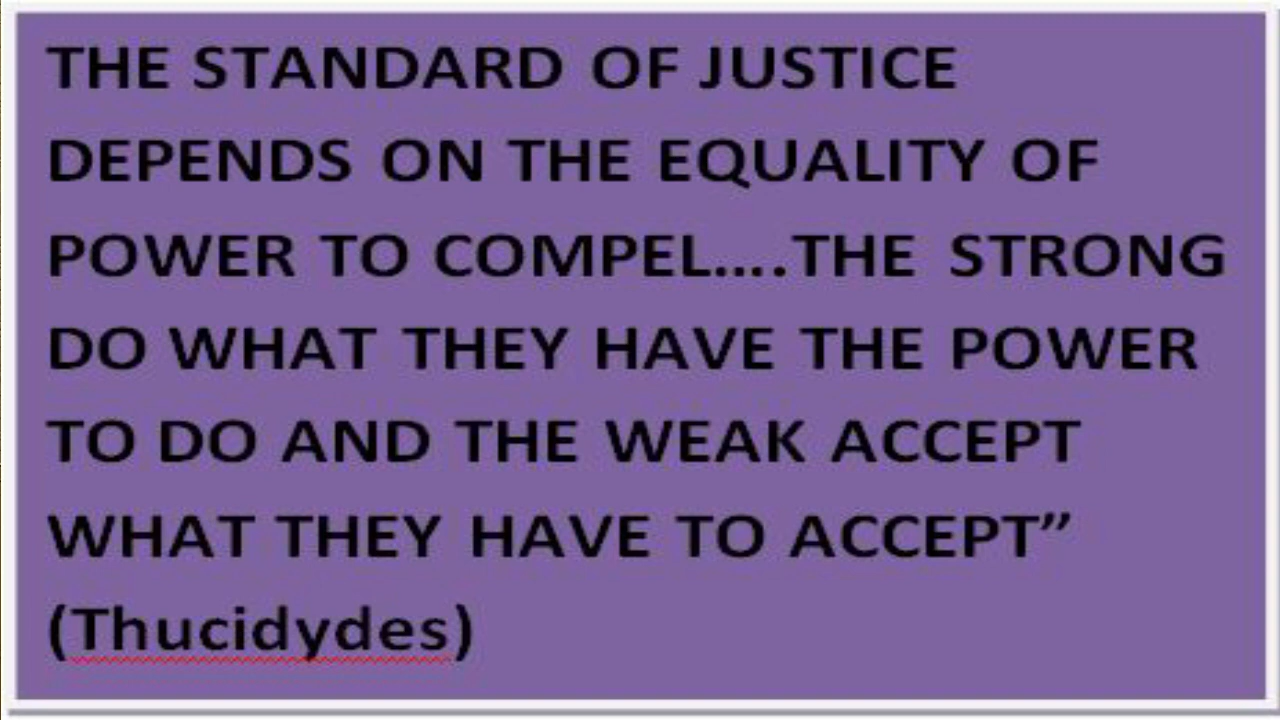 THE STANDARD OF JUSTICE
DEPENDS ON THE EQUALITY OF
POWER TO COMPEL....THE STRONG
DO WHAT THEY HAVE THE POWER
TO DO AND THE WEAK ACCEPT
WHAT THEY HAVE TO ACCEPT”
(Thucidydes)